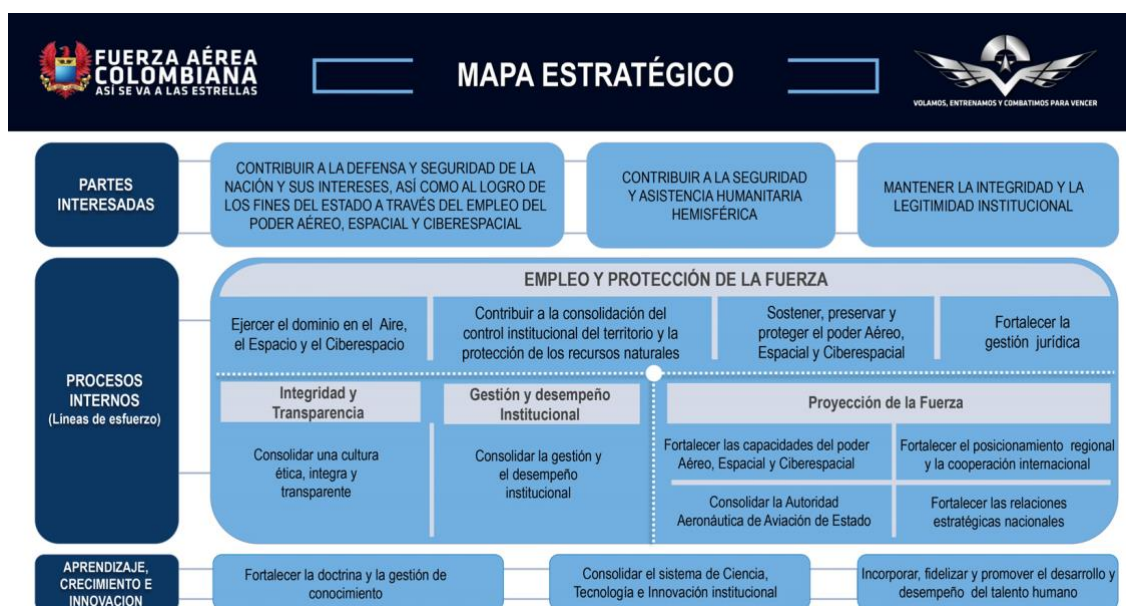 FUERZA AÉREA
COLOMBIANA
ASÍ SE VA A LAS ESTRELLAS
MAPA ESTRATÉGICO
VOLAMOS, ENTRENAMOS Y COMBATIMOS PARA VENCER
PARTES
INTERESADAS
CONTRIBUIR A LA DEFENSA Y SEGURIDAD DE LA
NACIÓN Y SUS INTERESES, ASÍ COMO AL LOGRO DE
LOS FINES DEL ESTADO A TRAVÉS DEL EMPLEO DEL
PODER AÉREO, ESPACIAL Y CIBERESPACIAL
CONTRIBUIR A LA SEGURIDAD
Y ASISTENCIA HUMANITARIA
HEMISFÉRICA
MANTENER LA INTEGRIDAD Y LA
LEGITIMIDAD INSTITUCIONAL
PROCESOS
INTERNOS
(Lineas de esfuerzo)
EMPLEO Y PROTECCIÓN DE LA FUERZA
Ejercer el dominio en el Aire,
el Espacio y el Ciberespacio
Contribuir a la consolidación del
control institucional del territorio y la
protección de los recursos naturales
Sostener, preservar y
proteger el poder Aéreo,
Espacial y Ciberespacial
Fortalecer la
gestión jurídica
Integridad y
Transparencia
Consolidar una cultura
ética, integra y
transparente
Gestión y desempeño
Institucional
Consolidar la gestión y
el desempeño
institucional
Proyección de la Fuerza
Fortalecer las capacidades del poder
Aéreo, Espacial y Ciberespacial
Fortalecer el posicionamiento regional
y la cooperación internacional
Consolidar la Autoridad
Aeronáutica de Aviación de Estado
Fortalecer las relaciones
estratégicas nacionales
APRENDIZAJE,
CRECIMIENTO E
INNOVACION
Fortalecer la doctrina y la gestión de
conocimiento
Consolidar el sistema de Ciencia,
Tecnología e Innovación institucional
Incorporar, fidelizar y promover el desarrollo y
desempeño del talento humano